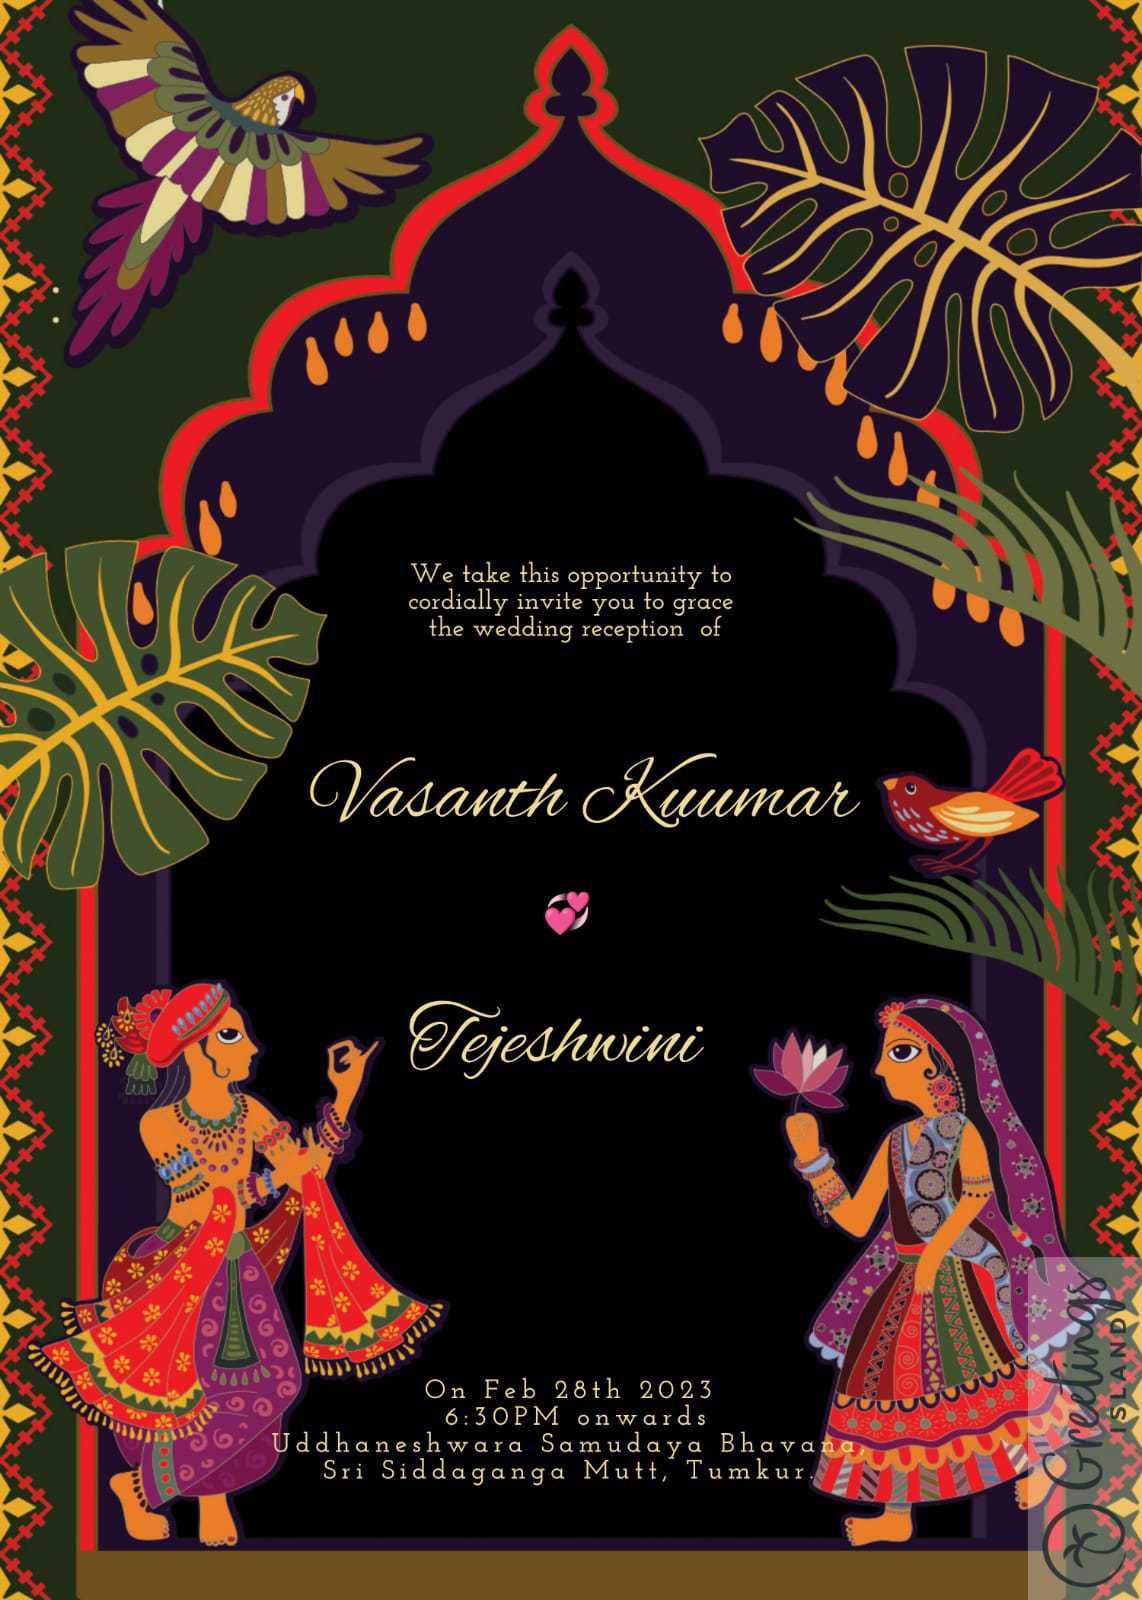 We take this opportunity to
cordially invite you to grace
the wedding reception of
Vasanth Kuumar
💞
Tejeshwini
On Feb 28th 2023
6:30PM onwards
Uddhaneshwara Samudaya Bhavana,
Sri Siddaganga Mutt, Tumkur.
Greetings
ISLAND